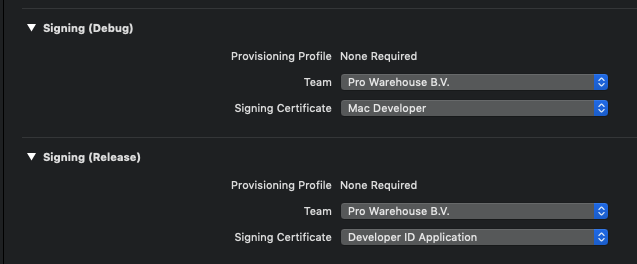 Signing (Debug)
Provisioning Profile None Required
Team Pro Warehouse B.V.
Signing Certificate Mac Developer
Signing (Release)
Provisioning Profile None Required
Team Pro Warehouse B.V.
Signing Certificate Developer ID Application